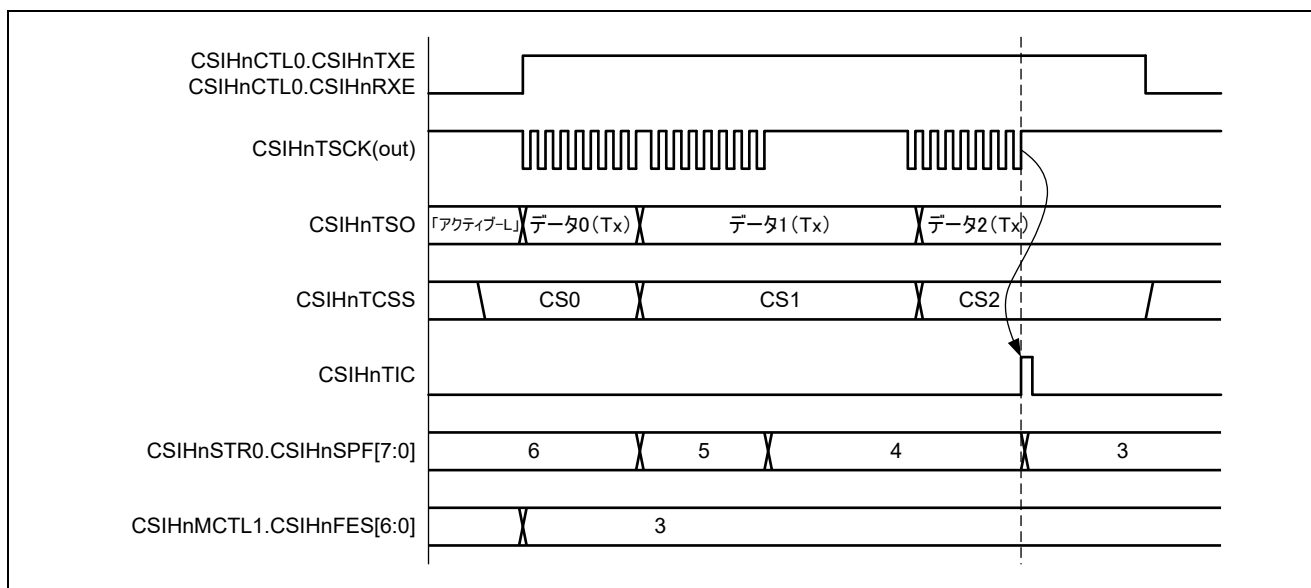 CSIHnCTL0.CSIHnTXE
CSIHnCTL0.CSIHnRXE
CSIHnTSCK(out)
CSIHnTSO
「アクティブ-L」 データ0(Tx) データ1(Tx) データ2(Tx)
CSIHnTCSS
CS0 CS1 CS2
CSIHnTIC
CSIHnSTR0.CSIHnSPF[7:0]
6 5 4 3
CSIHnMCTL1.CSIHnFES[6:0]
3